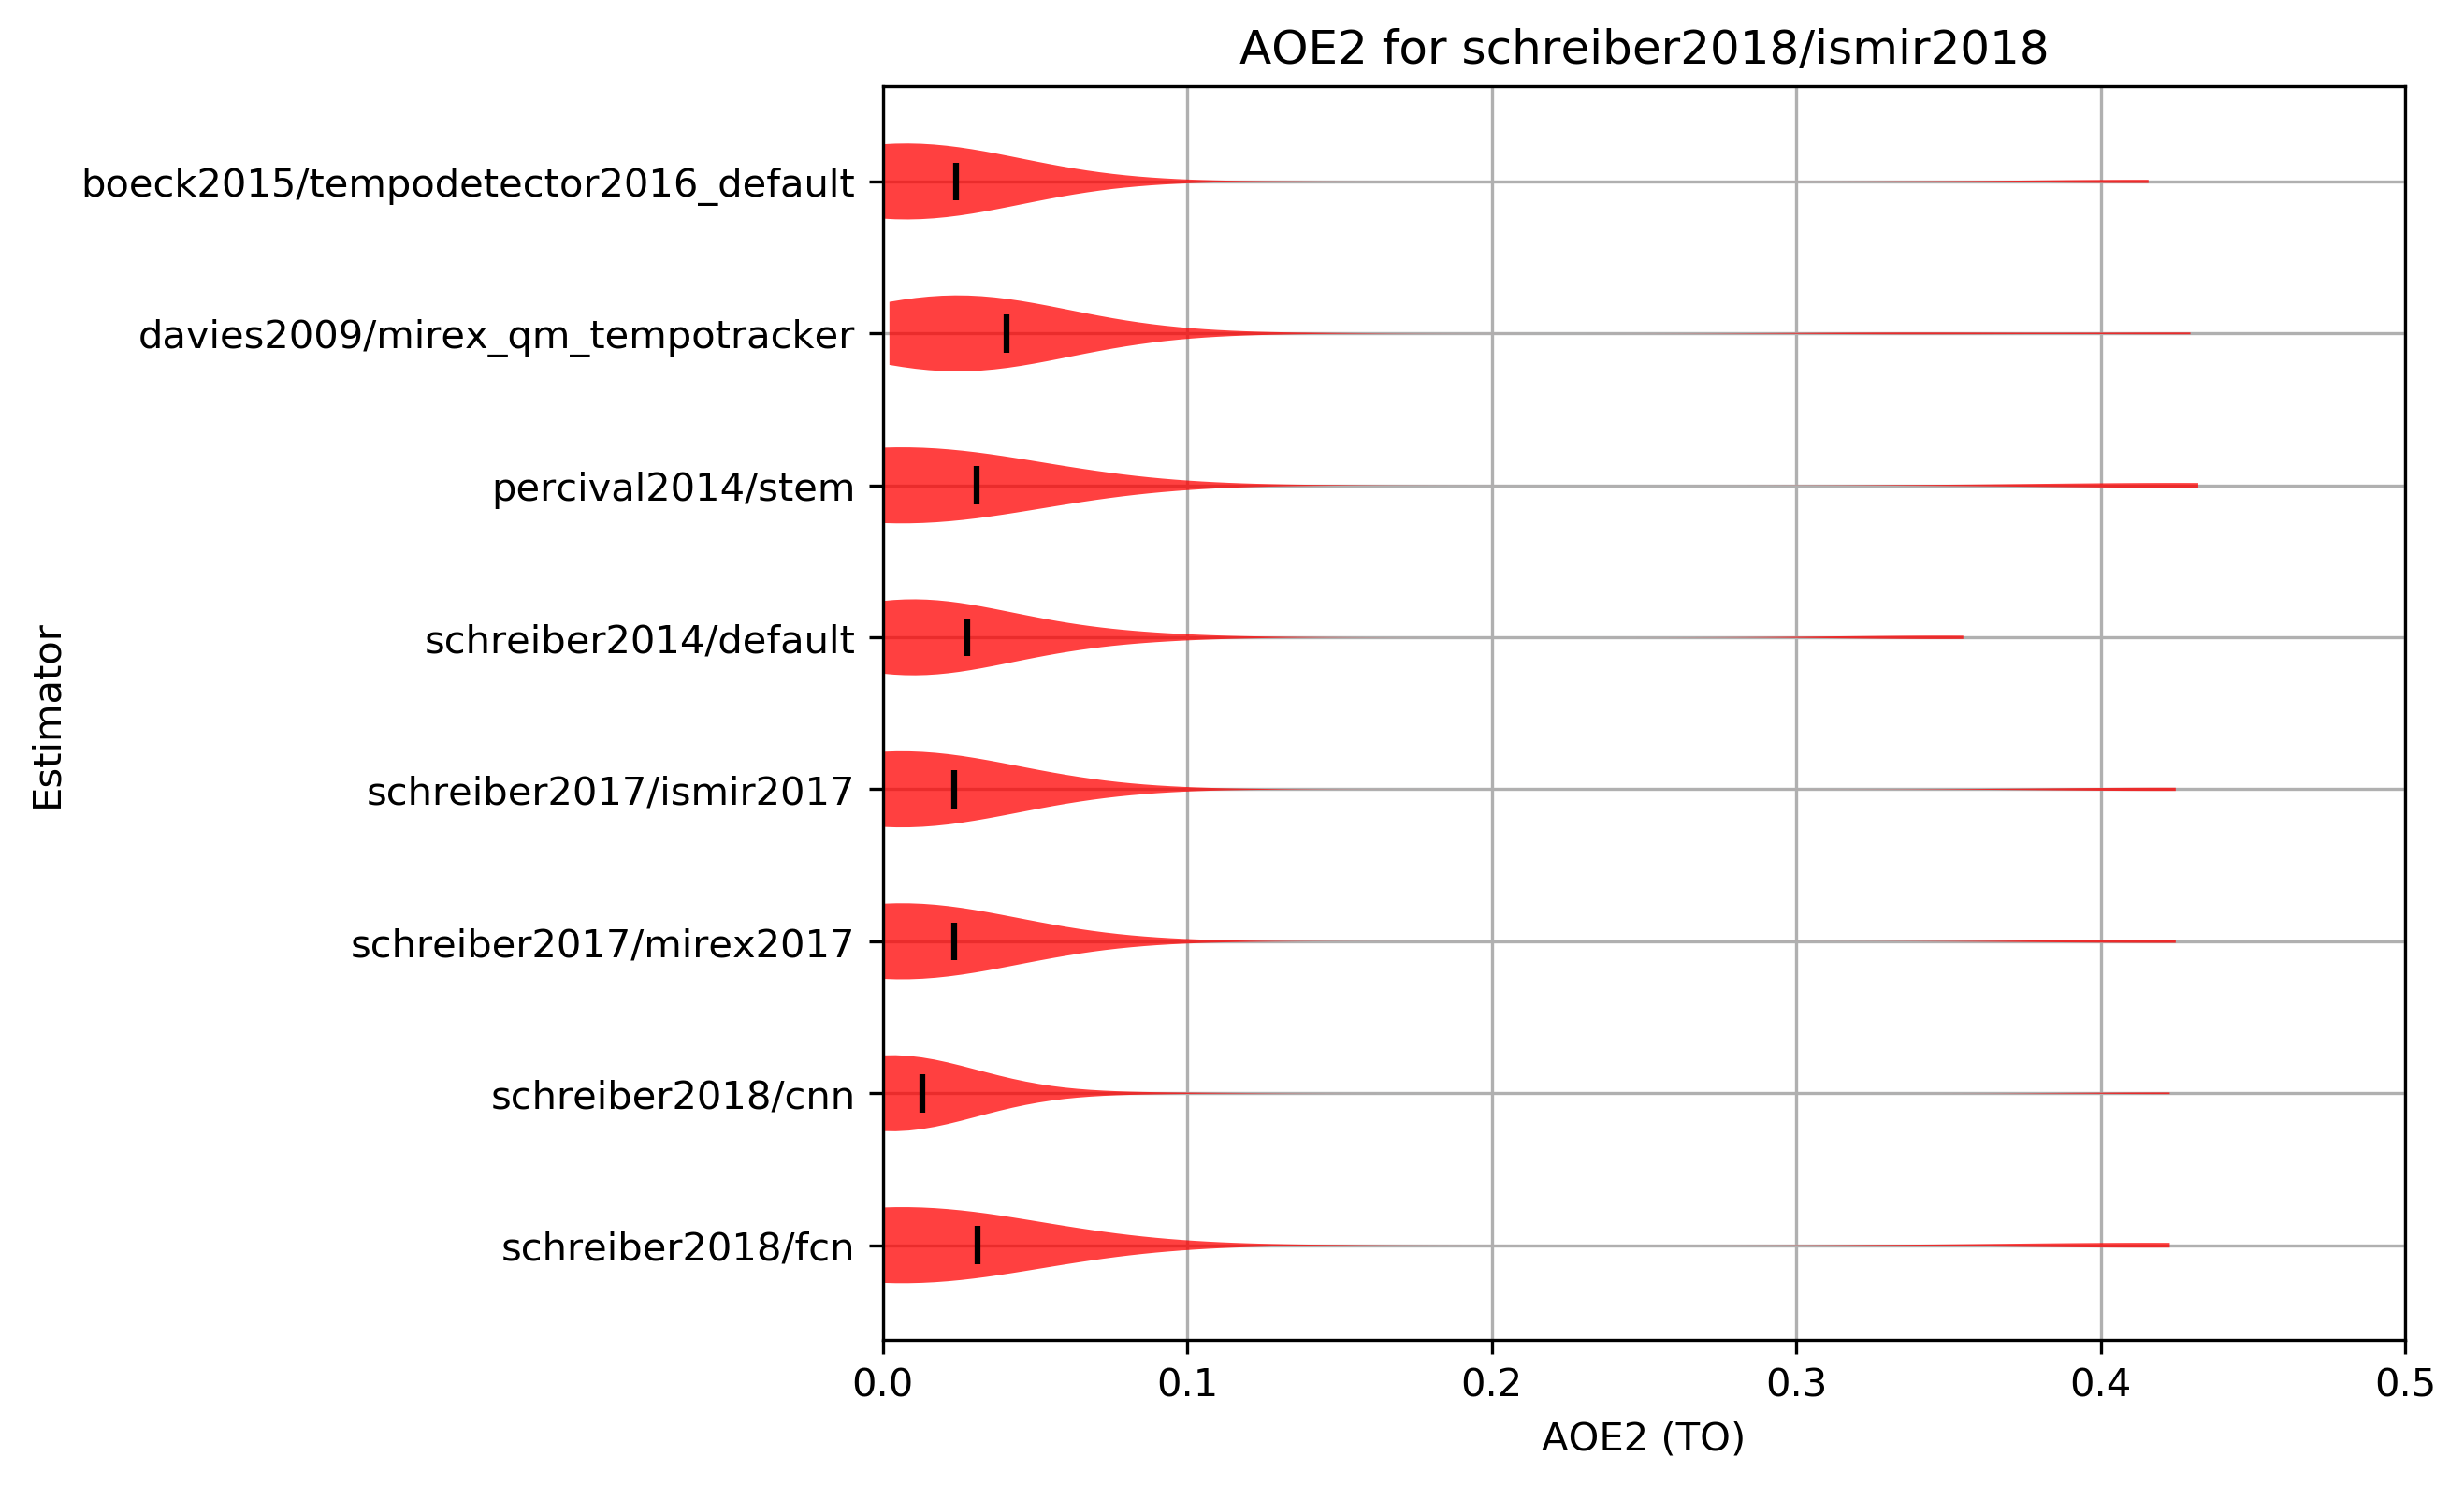 AOE2 for schreiber2018/ismir2018
boeck2015/tempodetector2016_default
davies2009/mirex_qm_tempotracker
percival2014/stem
schreiber2014/default
schreiber2017/ismir2017
schreiber2017/mirex2017
schreiber2018/cnn
schreiber2018/fcn
Estimator
0.0 0.1 0.2 0.3 0.4 0.5
AOE2 (TO)